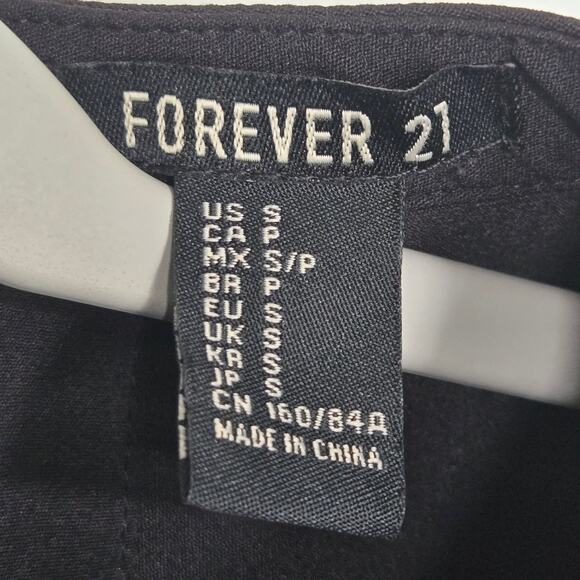 FOREVER 21
US S
CA P
MX S/P
BR P
EU S
UK S
KR S
JP S
CN 160/84A
MADE IN CHINA